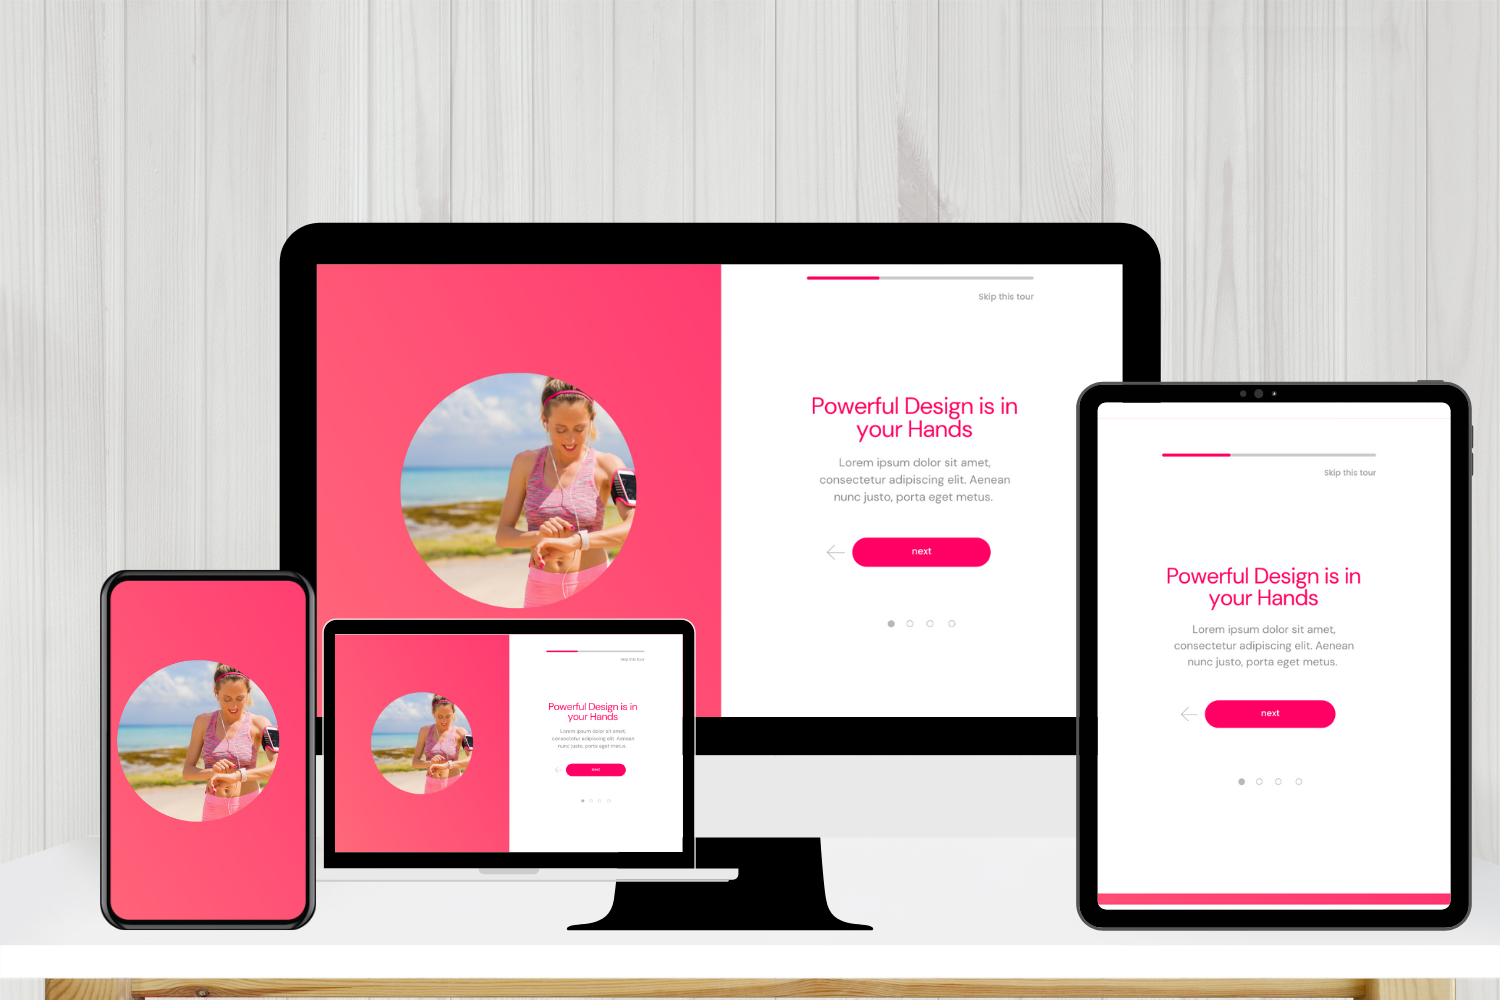 Skip this tour
Powerful Design is in
your Hands
Lorem ipsum dolor sit amet,
consectetur adipiscing elit. Aenean
nunc justo, porta eget metus.
next
Skip this tour
Powerful Design is in
your Hands
Lorem ipsum dolor sit amet,
consectetur adipiscing elit. Aenean
nunc justo, porta eget metus.
next
Skip this tour
Powerful Design is in
your Hands
Lorem ipsum dolor sit amet,
consectetur adipiscing elit. Aenean
nunc justo, porta eget metus.
next